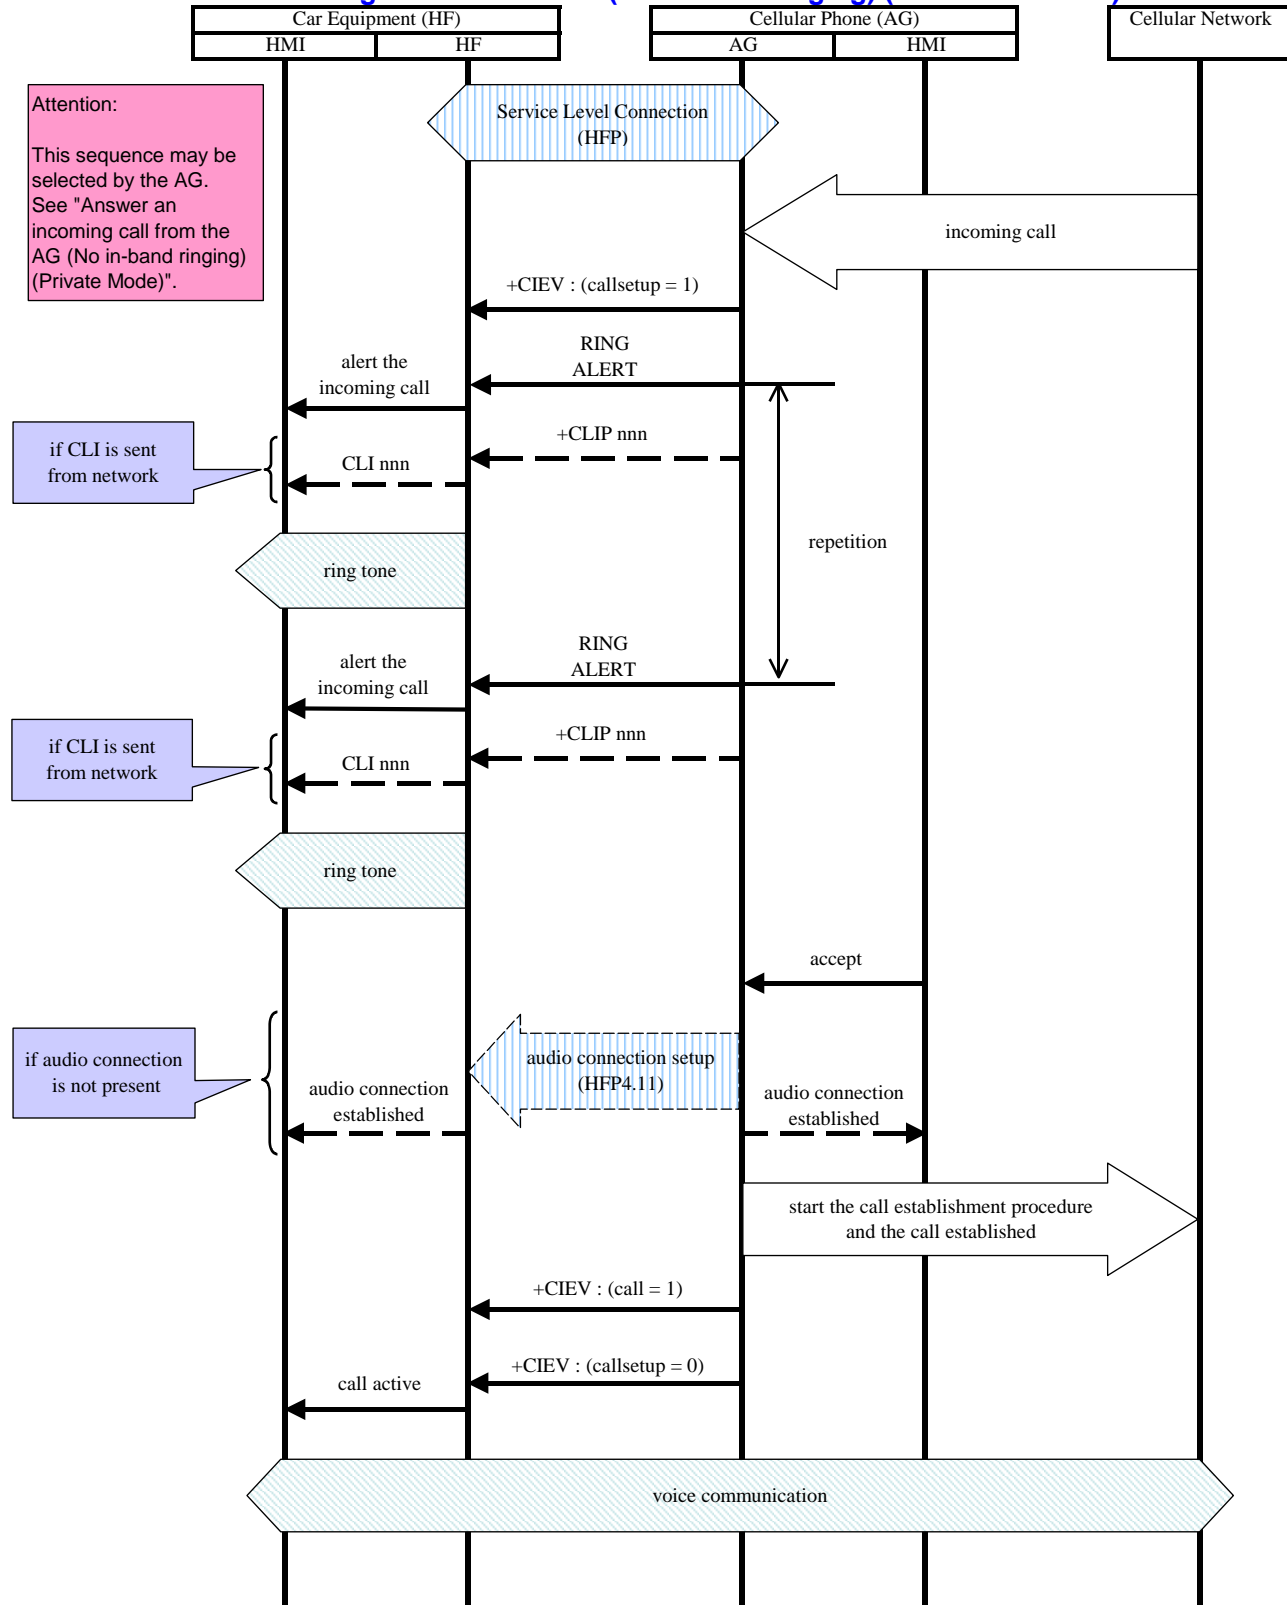 Car Equipment (HF)
Cellular Phone (AG)
Cellular Network
HMI
HF
AG
HMI
Attention:
This sequence may be
selected by the AG.
See "Answer an
incoming call from the
AG (No in-band ringing)
(Private Mode)".
Service Level Connection
(HFP)
incoming call
+CIEV : (callsetup = 1)
RING
ALERT
alert the
incoming call
if CLI is sent
from network
+CLIP nnn
CLI nnn
repetition
ring tone
RING
ALERT
alert the
incoming call
if CLI is sent
from network
+CLIP nnn
CLI nnn
ring tone
accept
if audio connection
is not present
audio connection setup
(HFP4.11)
audio connection
established
audio connection
established
start the call establishment procedure
and the call established
+CIEV : (call = 1)
+CIEV : (callsetup = 0)
call active
voice communication